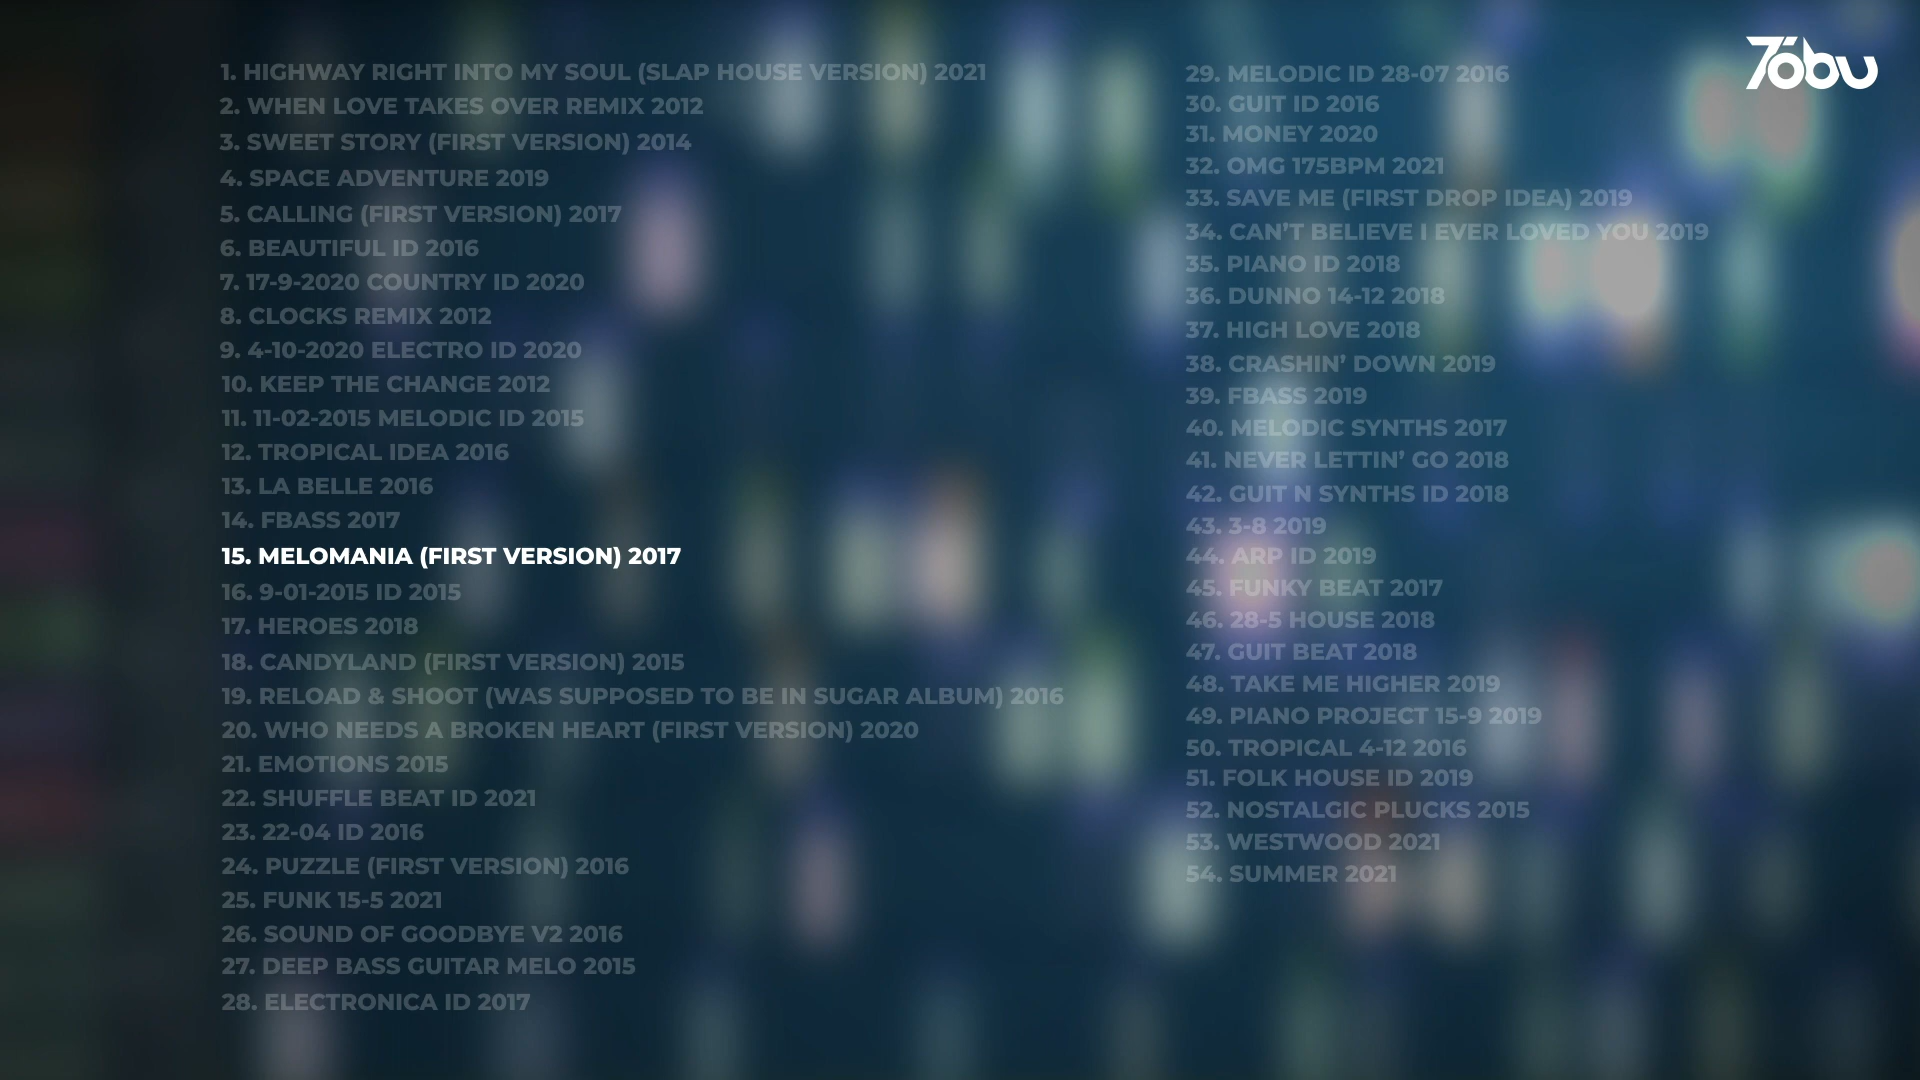 1. HIGHWAY RIGHT INTO MY SOUL (SLAP HOUSE VERSION) 2021
2. WHEN LOVE TAKES OVER REMIX 2012
3. SWEET STORY (FIRST VERSION) 2014
4. SPACE ADVENTURE 2019
5. CALLING (FIRST VERSION) 2017
6. BEAUTIFUL ID 2016
7. 17-9-2020 COUNTRY ID 2020
8. CLOCKS REMIX 2012
9. 4-10-2020 ELECTRO ID 2020
10. KEEP THE CHANGE 2012
11. 11-02-2015 MELODIC ID 2015
12. TROPICAL IDEA 2016
13. LA BELLE 2016
14. FBASS 2017
15. MELOMANIA (FIRST VERSION) 2017
16. 9-01-2015 ID 2015
17. HEROES 2018
18. CANDYLAND (FIRST VERSION) 2015
19. RELOAD & SHOOT (WAS SUPPOSED TO BE IN SUGAR ALBUM) 2016
20. WHO NEEDS A BROKEN HEART (FIRST VERSION) 2020
21. EMOTIONS 2015
22. SHUFFLE BEAT ID 2021
23. 22-04 ID 2016
24. PUZZLE (FIRST VERSION) 2016
25. FUNK 15-5 2021
26. SOUND OF GOODBYE V2 2016
27. DEEP BASS GUITAR MELO 2015
28. ELECTRONICA ID 2017
29. MELODIC ID 28-07 2016
30. GUIT ID 2016
31. MONEY 2020
32. OMG 175BPM 2021
33. SAVE ME (FIRST DROP IDEA) 2019
34. CAN'T BELIEVE I EVER LOVED YOU 2019
35. PIANO ID 2018
36. DUNNO 14-12 2018
37. HIGH LOVE 2018
38. CRASHIN' DOWN 2019
39. FBASS 2019
40. MELODIC SYNTHS 2017
41. NEVER LETTIN' GO 2018
42. GUIT N SYNTHS ID 2018
43. 3-8 2019
44. ARP ID 2019
45. FUNKY BEAT 2017
46. 28-5 HOUSE 2018
47. GUIT BEAT 2018
48. TAKE ME HIGHER 2019
49. PIANO PROJECT 15-9 2019
50. TROPICAL 4-12 2016
51. FOLK HOUSE ID 2019
52. NOSTALGIC PLUCKS 2015
53. WESTWOOD 2021
54. SUMMER 2021
Tobu